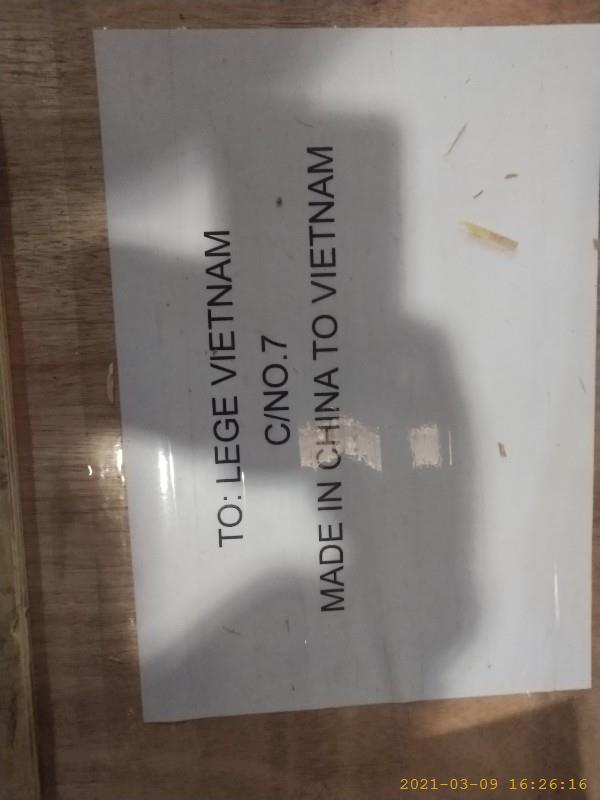 TO: LEGE VIETNAM
C/NO.7
MADE IN CHINA TO VIETNAM
2021-03-09 16:26:16